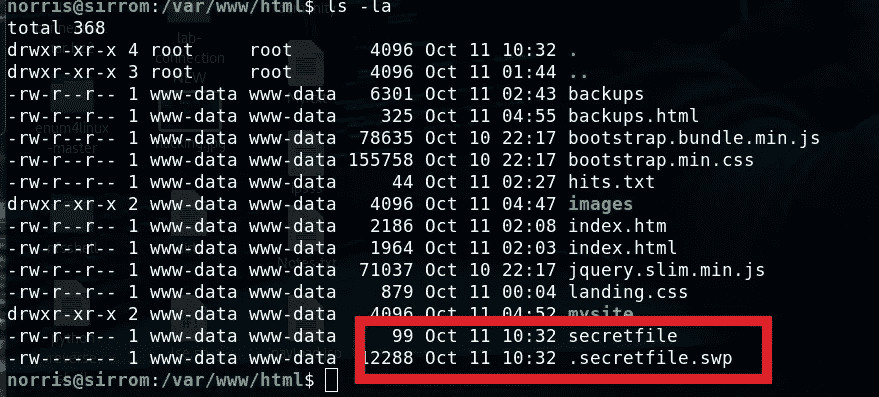 norris@sirrom:/var/www/html$ ls -la
total 368
drwxr-xr-x 4 root     root       4096 Oct 11 10:32 .
drwxr-xr-x 3 root     root       4096 Oct 11 01:44 ..
-rw-r--r-- 1 www-data www-data   6301 Oct 11 02:43 backups
-rw-r--r-- 1 www-data www-data    325 Oct 11 04:55 backups.html
-rw-r--r-- 1 www-data www-data  78635 Oct 10 22:17 bootstrap.bundle.min.js
-rw-r--r-- 1 www-data www-data 155758 Oct 10 22:17 bootstrap.min.css
-rw-r--r-- 1 www-data www-data     44 Oct 11 02:27 hits.txt
drwxr-xr-x 2 www-data www-data   4096 Oct 11 04:47 images
-rw-r--r-- 1 www-data www-data   2186 Oct 11 02:08 index.htm
-rw-r--r-- 1 www-data www-data   1964 Oct 11 02:03 index.html
-rw-r--r-- 1 www-data www-data  71037 Oct 10 22:17 jquery.slim.min.js
-rw-r--r-- 1 www-data www-data    879 Oct 11 00:04 landing.css
drwxr-xr-x 2 www-data www-data   4096 Oct 11 04:52 mysite
-rw-r--r-- 1 www-data www-data     99 Oct 11 10:32 secretfile
-rw-r--r-- 1 www-data www-data  12288 Oct 11 10:32 .secretfile.swp
norris@sirrom:/var/www/html$